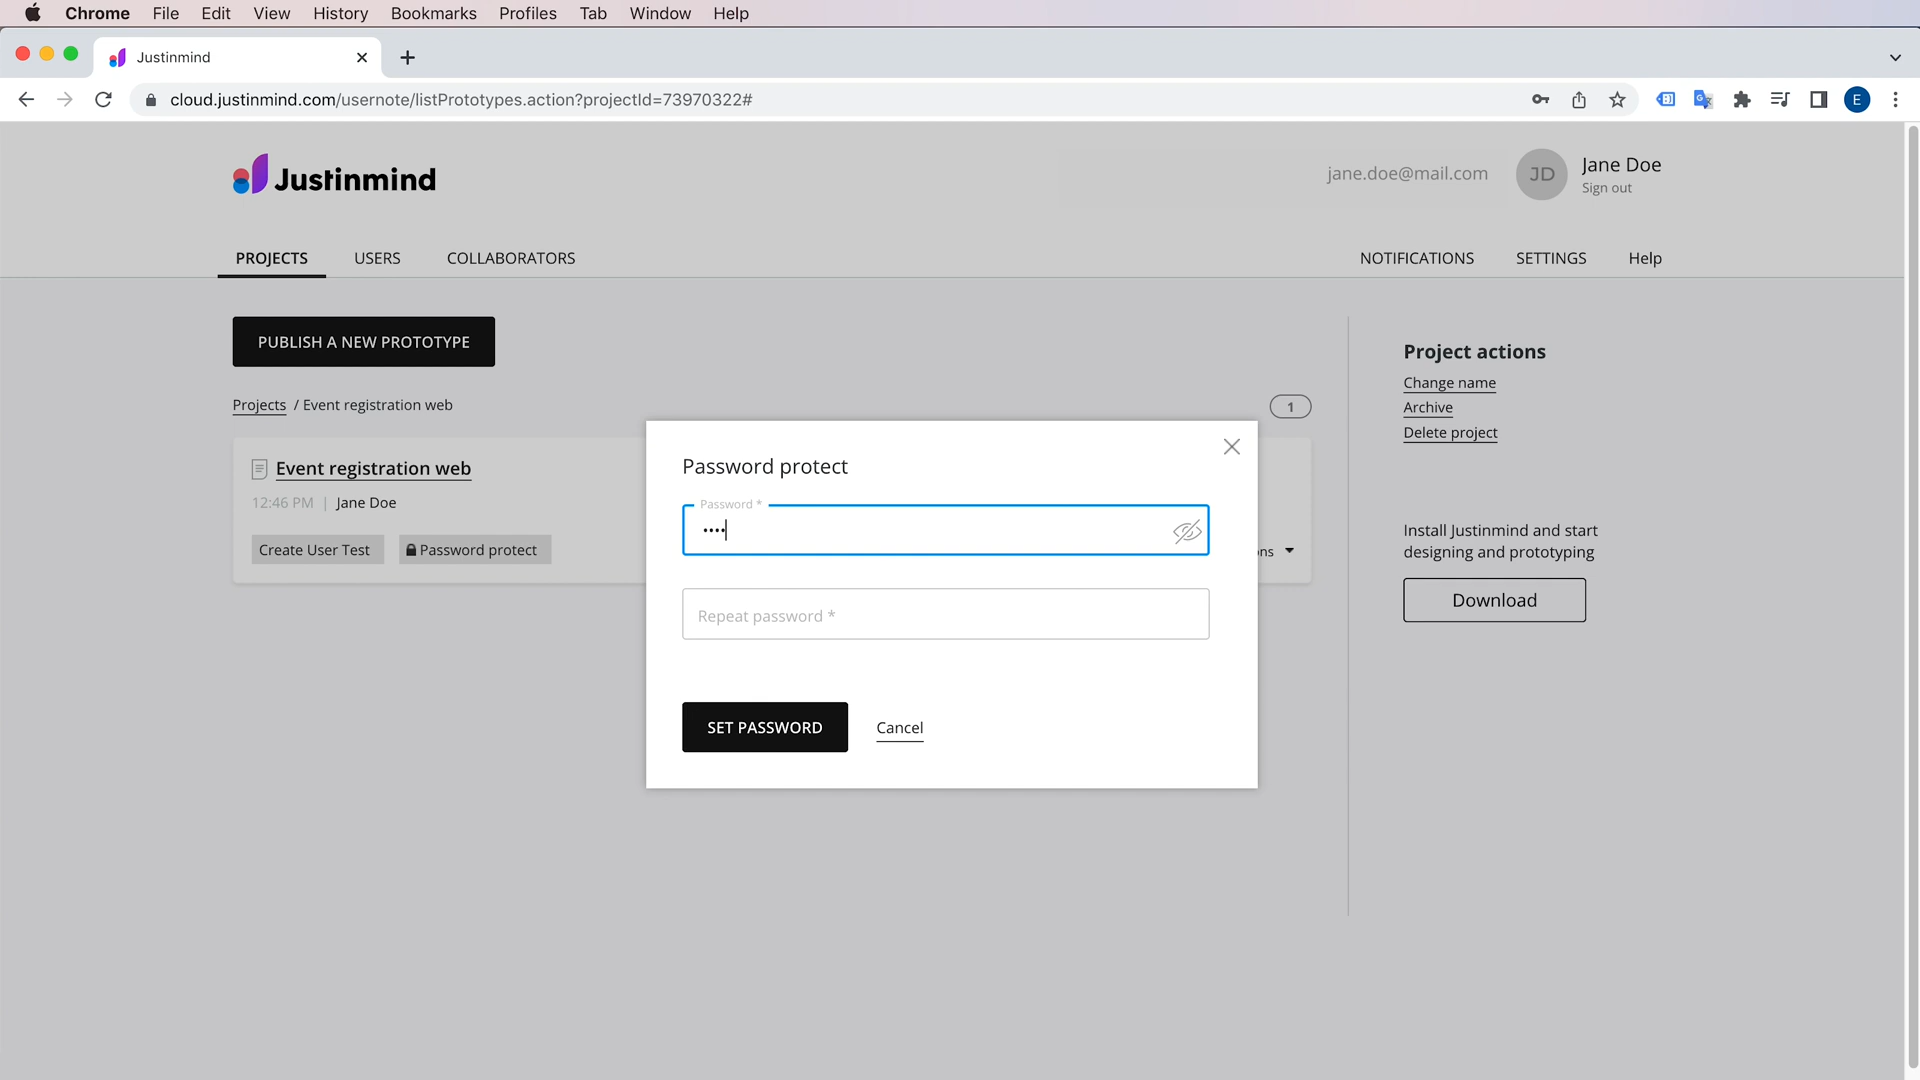 Chrome File Edit View History Bookmarks Profiles Tab Window Help
Justinmind
cloud.justinmind.com/usernote/listPrototypes.action?projectId=73970322#
E
Justinmind
jane.doe@mail.com
JD
Jane Doe
Sign out
PROJECTS USERS COLLABORATORS NOTIFICATIONS SETTINGS Help
PUBLISH A NEW PROTOTYPE
Projects / Event registration web
1
Event registration web
12:46 PM | Jane Doe
Create User Test
Password protect
ns
Password protect
Password *
••••
Repeat password *
SET PASSWORD
Cancel
Project actions
Change name
Archive
Delete project
Install Justinmind and start
designing and prototyping
Download